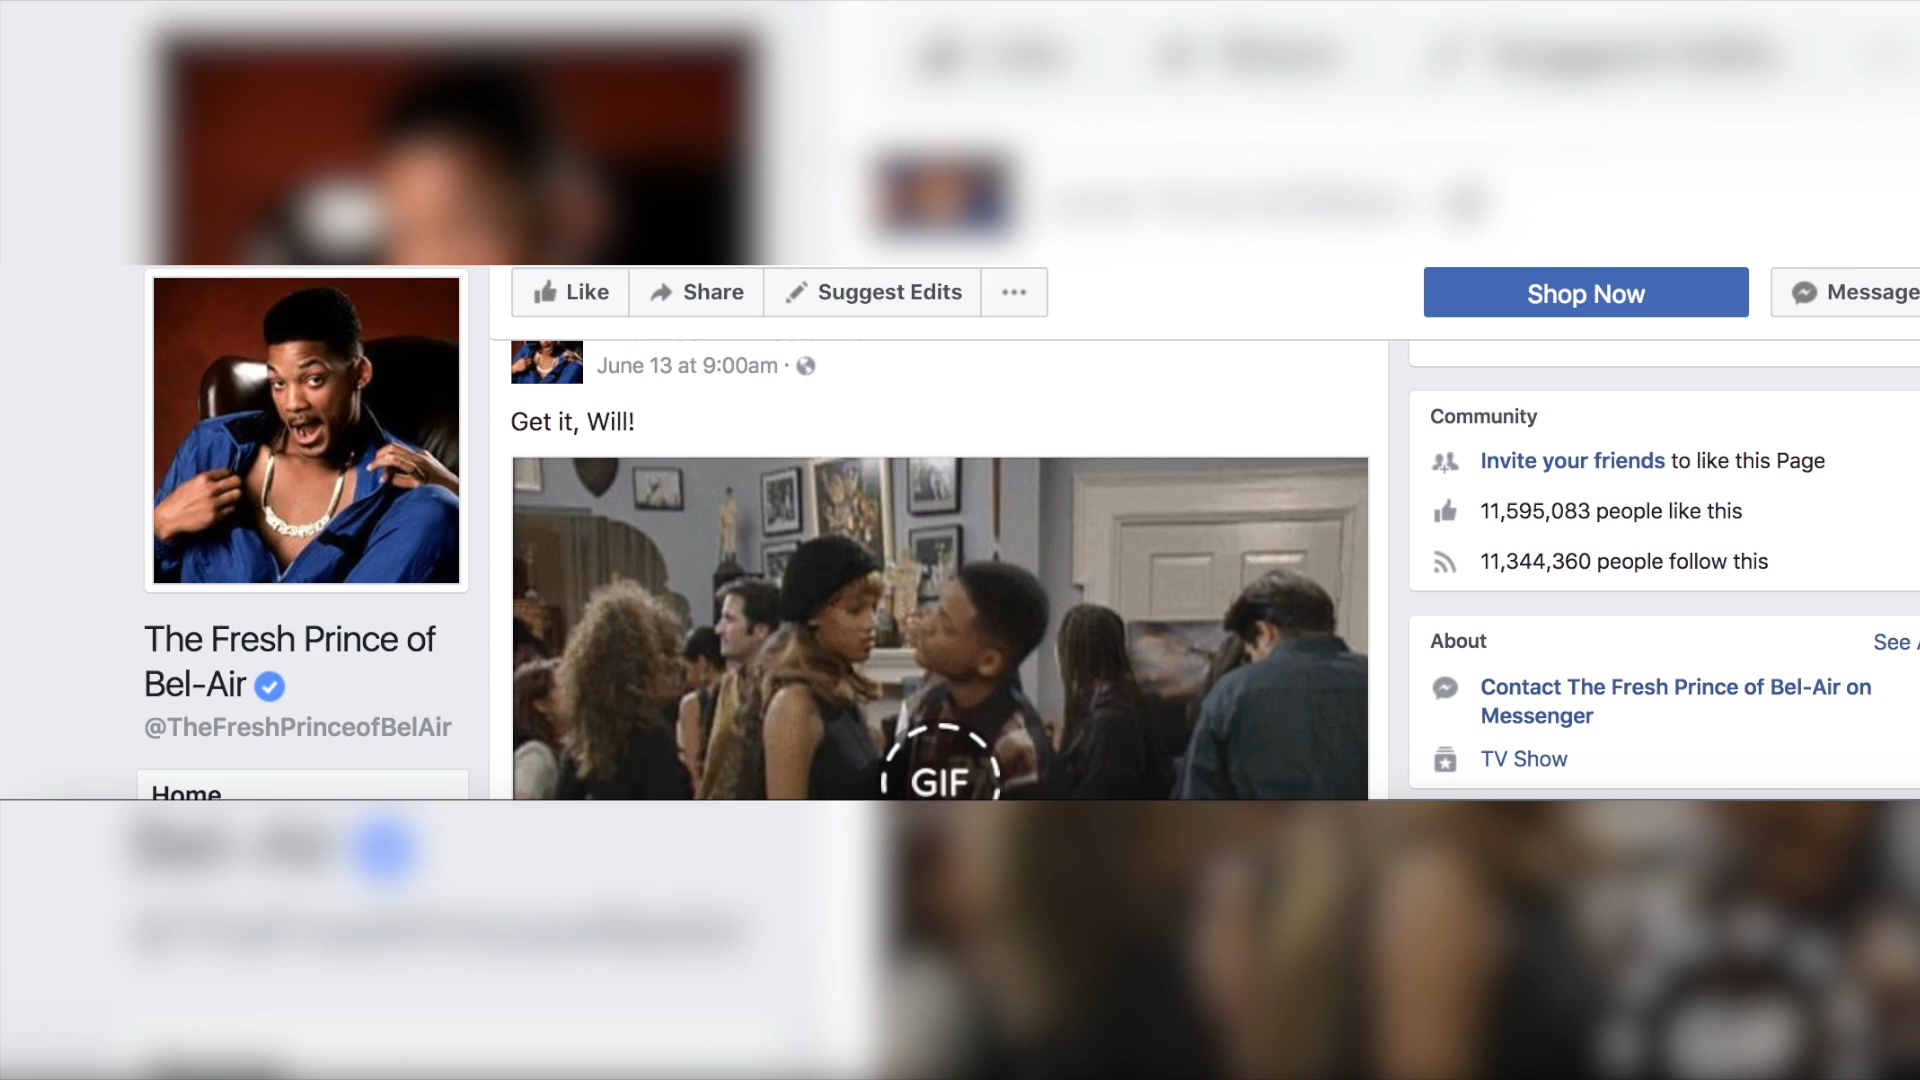 Like
Share
Suggest Edits
Shop Now
Message
June 13 at 9:00am ·
Get it, Will!
GIF
The Fresh Prince of
Bel-Air
@TheFreshPrinceofBelAir
Home
Community
Invite your friends to like this Page
11,595,083 people like this
11,344,360 people follow this
About
See
Contact The Fresh Prince of Bel-Air on
Messenger
TV Show